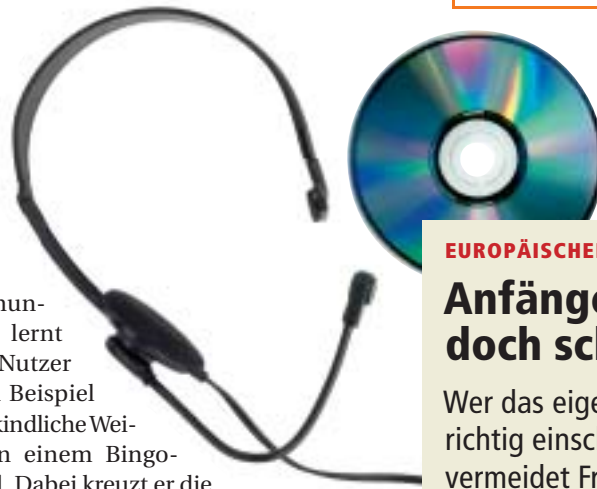 lernt
Nutzer
Beispiel
kindliche Wei-
n einem Bingo-
. Dabei kreuzt er die
EUROPÄISCHE
Anfänge
doch sc
Wer das eige
richtig einsc
vermeidet Fr